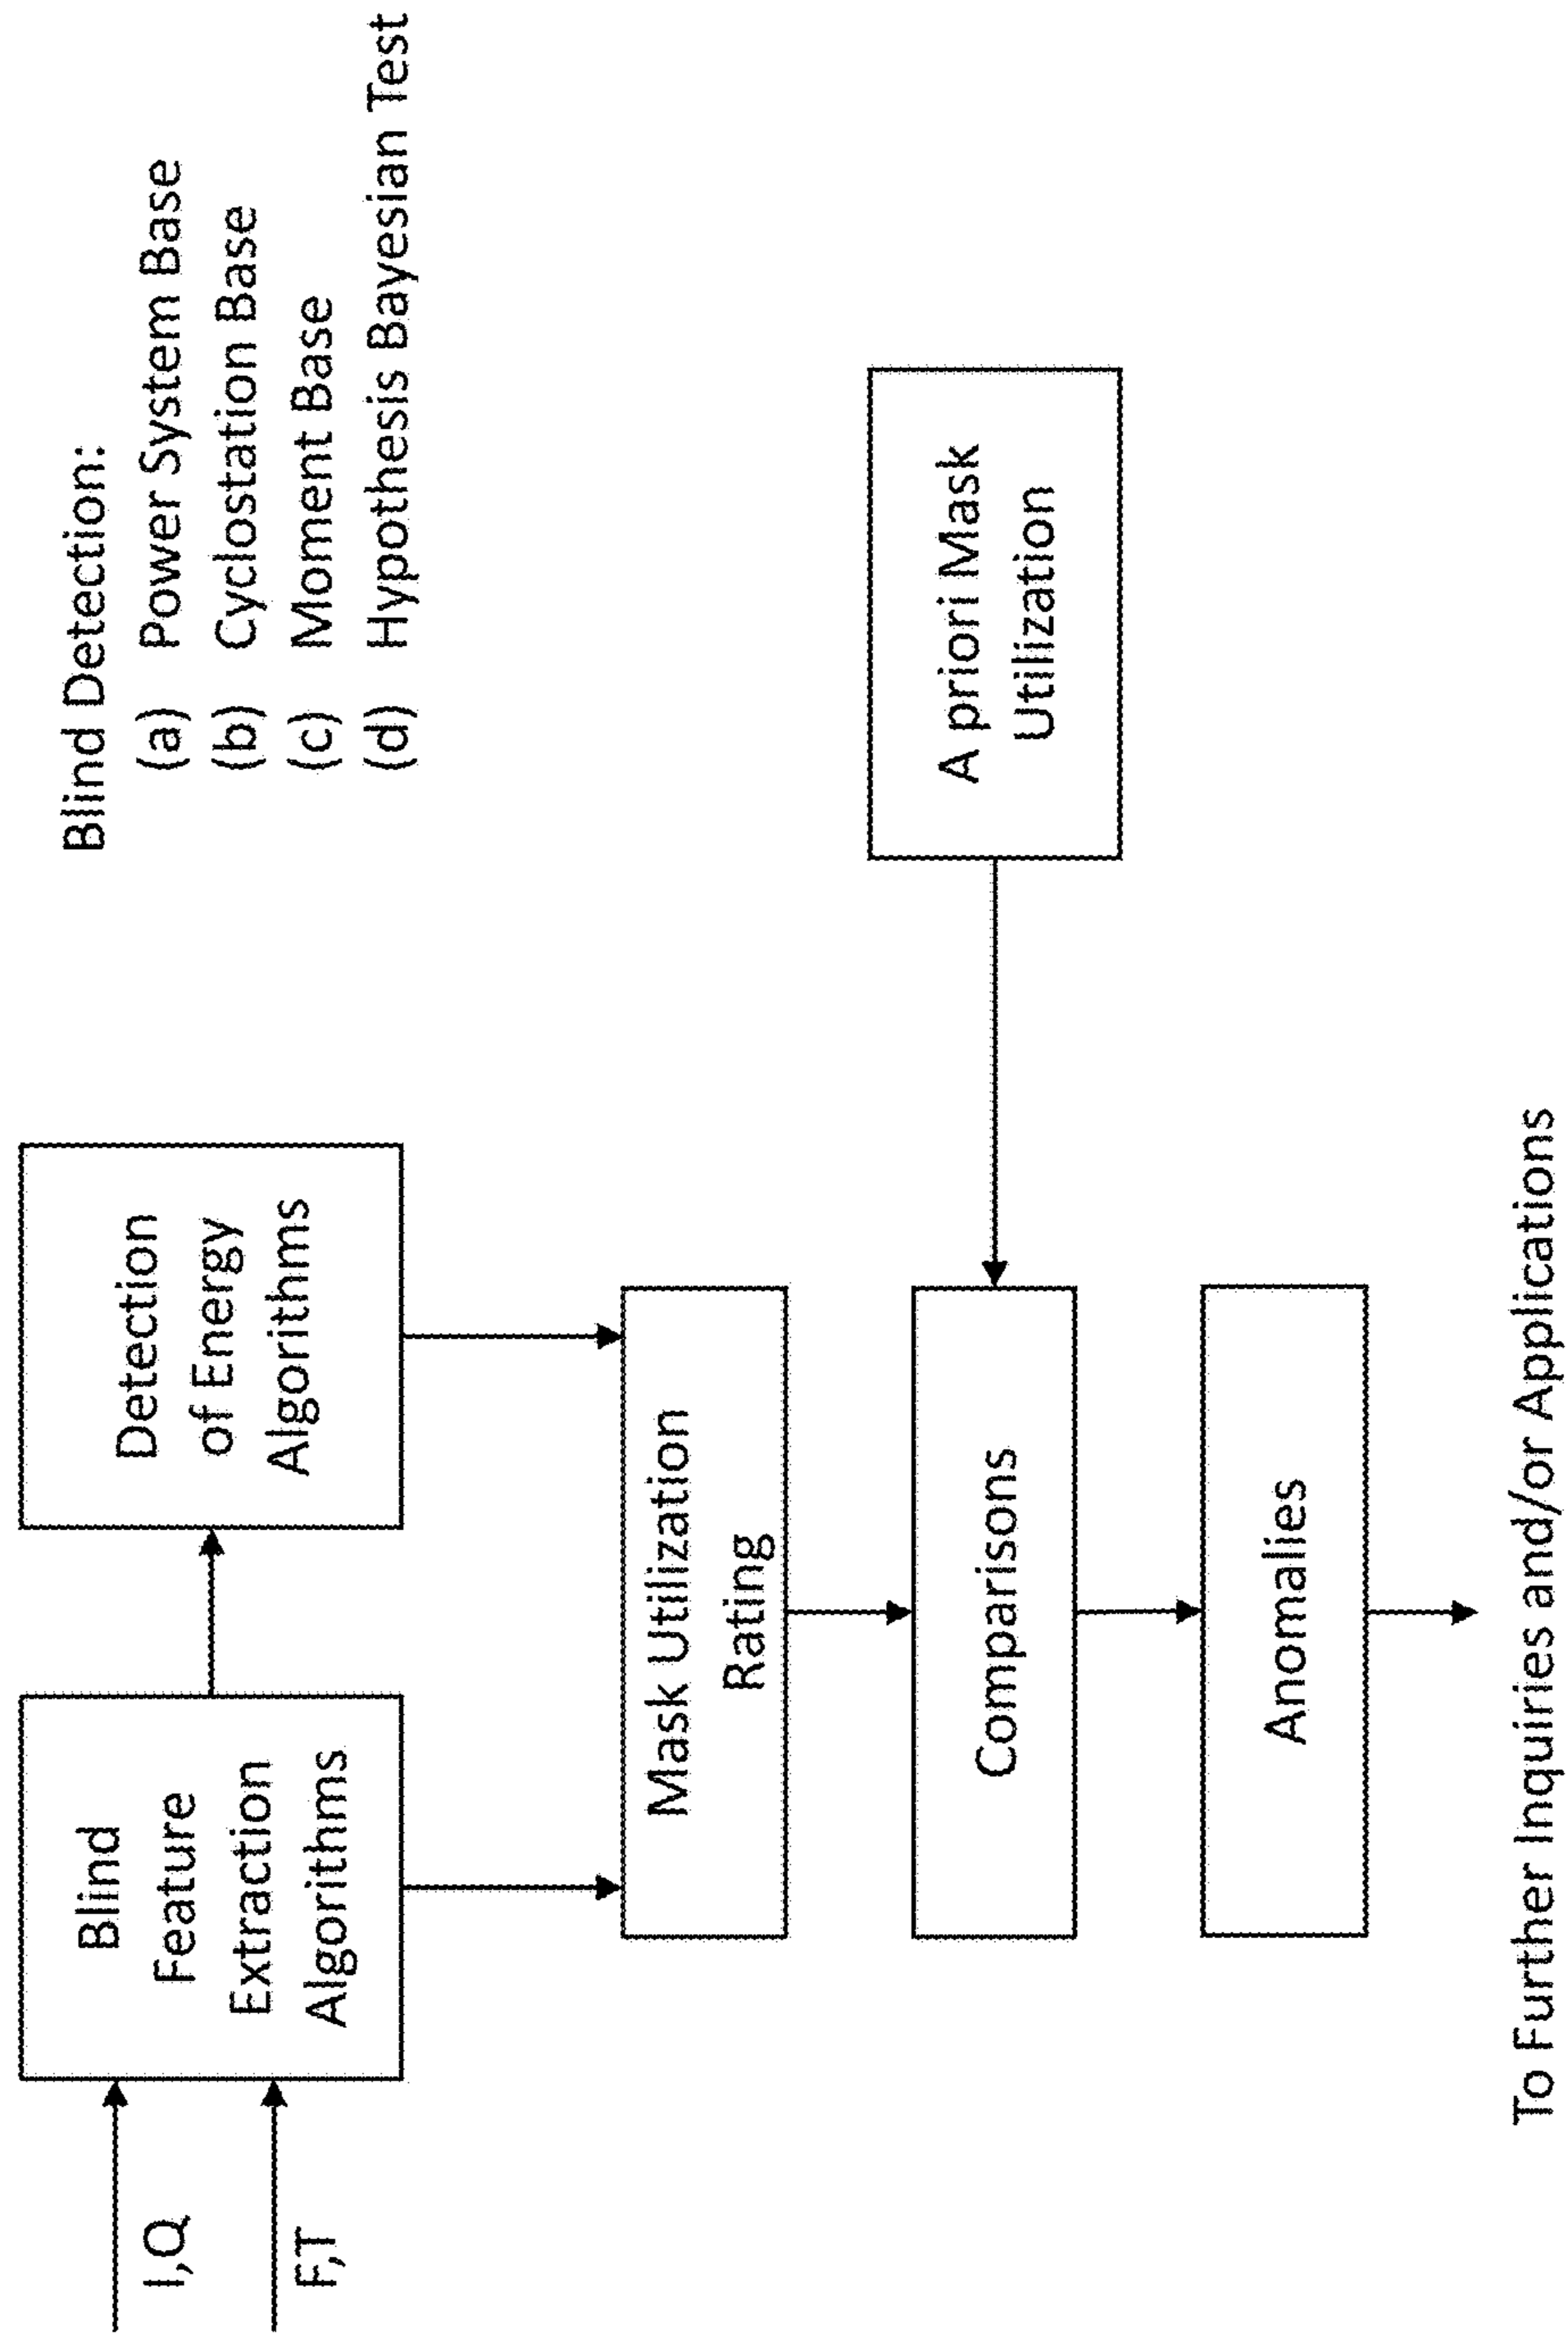 Blind Detection:
(a) Power System Base
(b) Cyclostation Base
(c) Moment Base
(d) Hypothesis Bayesian Test
I,Q
F,T
Blind
Feature
Extraction
Algorithms
Detection
of Energy
Algorithms
Mask Utilization
Rating
Comparisons
A priori Mask
Utilization
Anomalies
To Further Inquiries and/or Applications